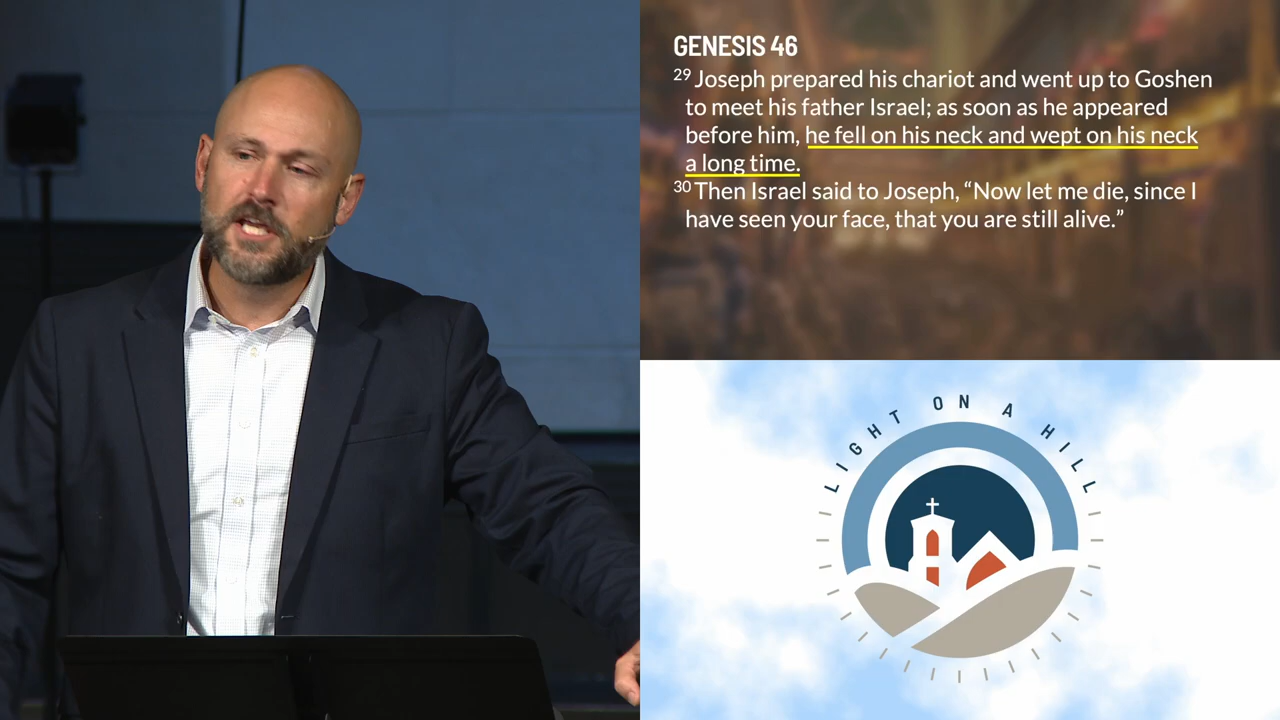 GENESIS 46
29 Joseph prepared his chariot and went up to Goshen
to meet his father Israel; as soon as he appeared
before him, he fell on his neck and wept on his neck
a long time.
30 Then Israel said to Joseph, “Now let me die, since I
have seen your face, that you are still alive.”
LIGHT ON A HILL